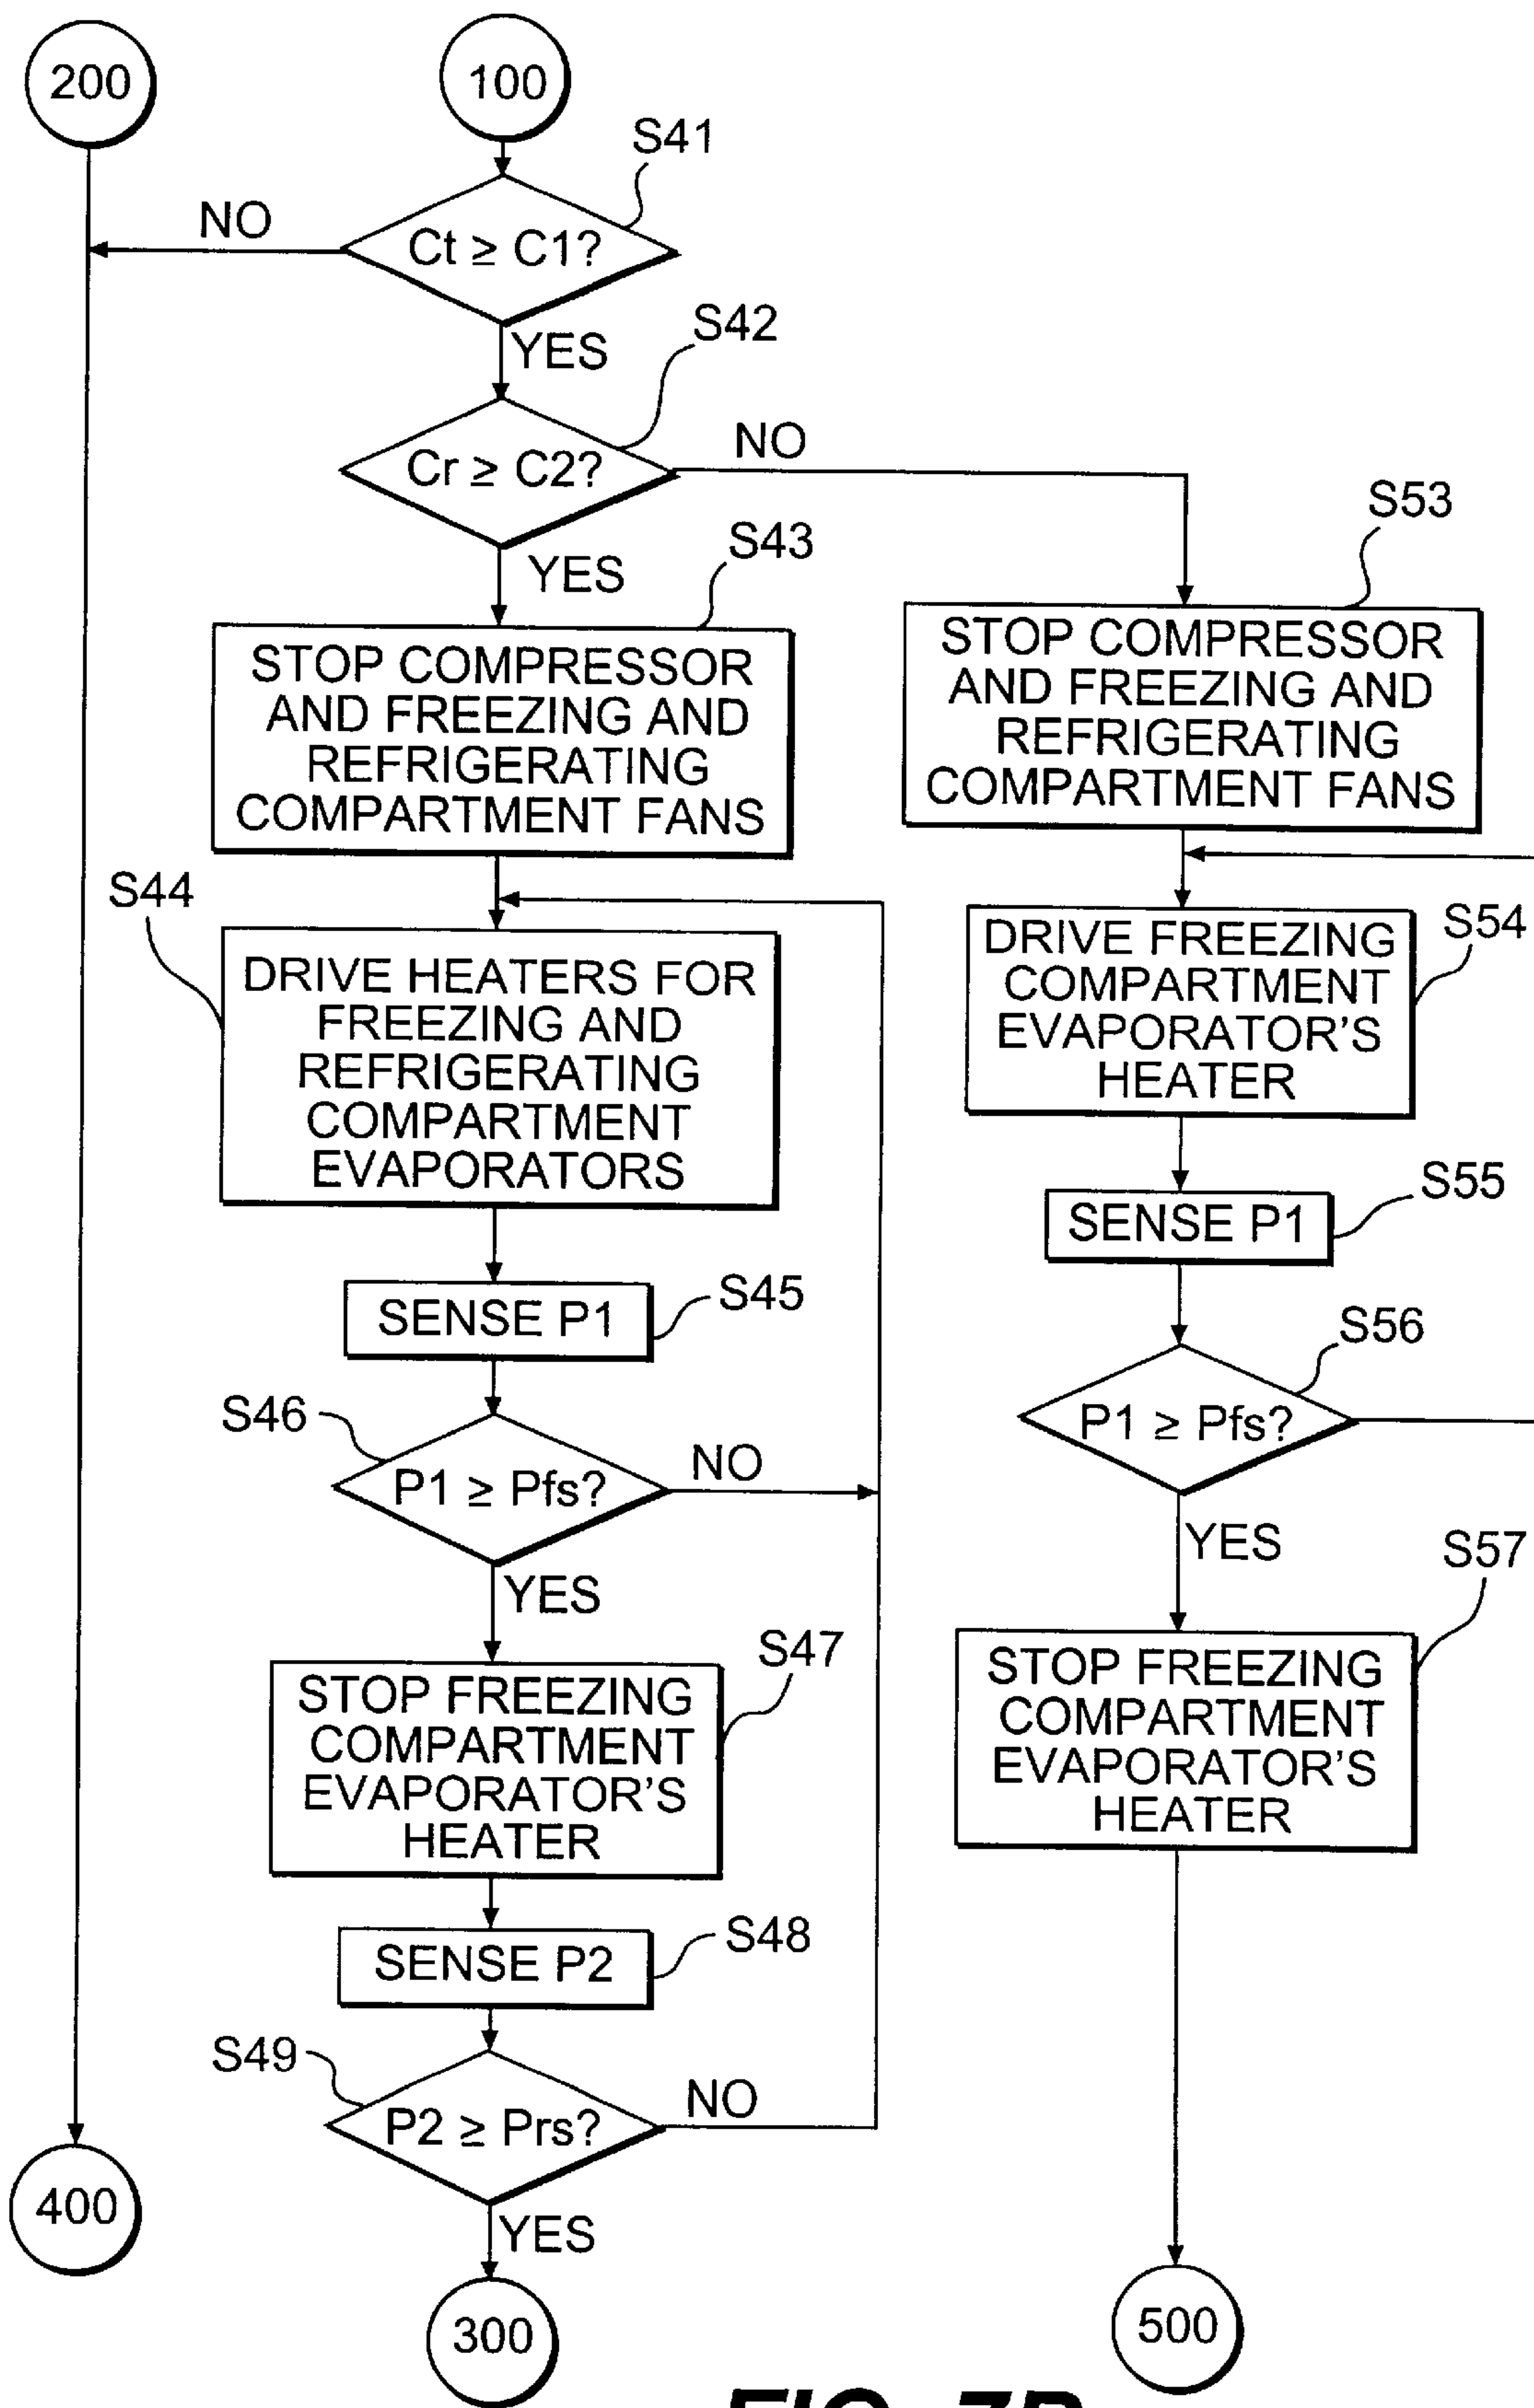 200
100
S41
NO
Ct ≥ C1?
YES
S42
Cr ≥ C2?
NO
YES
S43
STOP COMPRESSOR
AND FREEZING AND
REFRIGERATING
COMPARTMENT FANS
S53
STOP COMPRESSOR
AND FREEZING AND
REFRIGERATING
COMPARTMENT FANS
S44
DRIVE HEATERS FOR
FREEZING AND
REFRIGERATING
COMPARTMENT
EVAPORATORS
S54
DRIVE FREEZING
COMPARTMENT
EVAPORATOR'S
HEATER
S45
SENSE P1
S55
SENSE P1
S46
P1 ≥ Pfs?
NO
YES
S56
P1 ≥ Pfs?
YES
S47
STOP FREEZING
COMPARTMENT
EVAPORATOR'S
HEATER
S57
STOP FREEZING
COMPARTMENT
EVAPORATOR'S
HEATER
S48
SENSE P2
S49
P2 ≥ Prs?
NO
YES
400
300
500
FIG. 7B